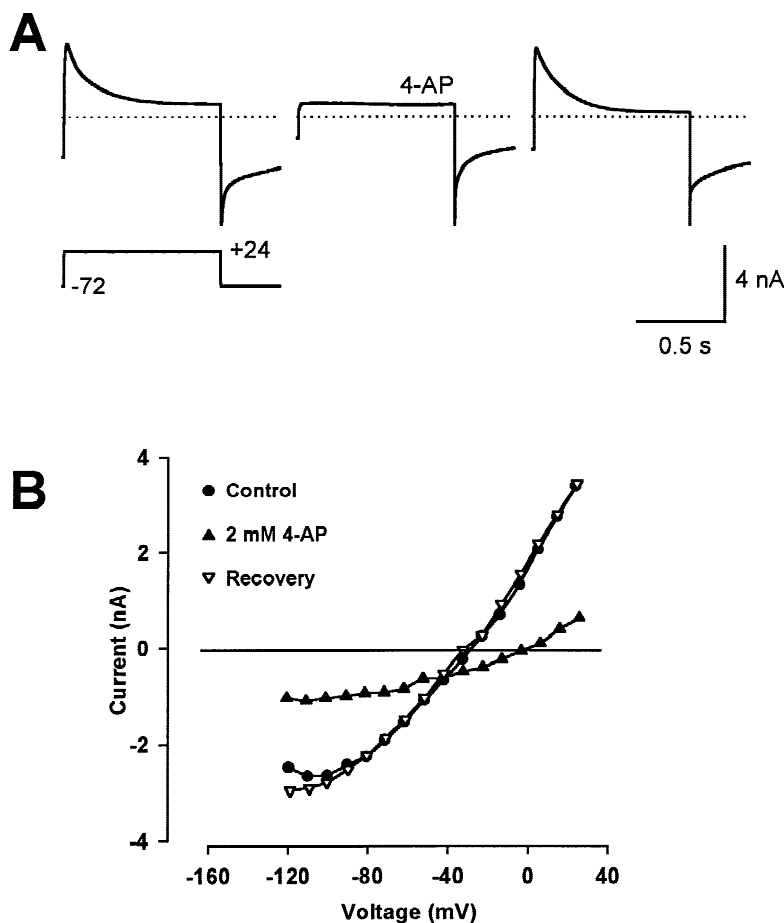 A
4-AP
+24
-72
4 nA
0.5 s
B
4
2
0
-2
-4
Control
2 mM 4-AP
Recovery
Current (nA)
-160 -120 -80 -40 0 40
Voltage (mV)